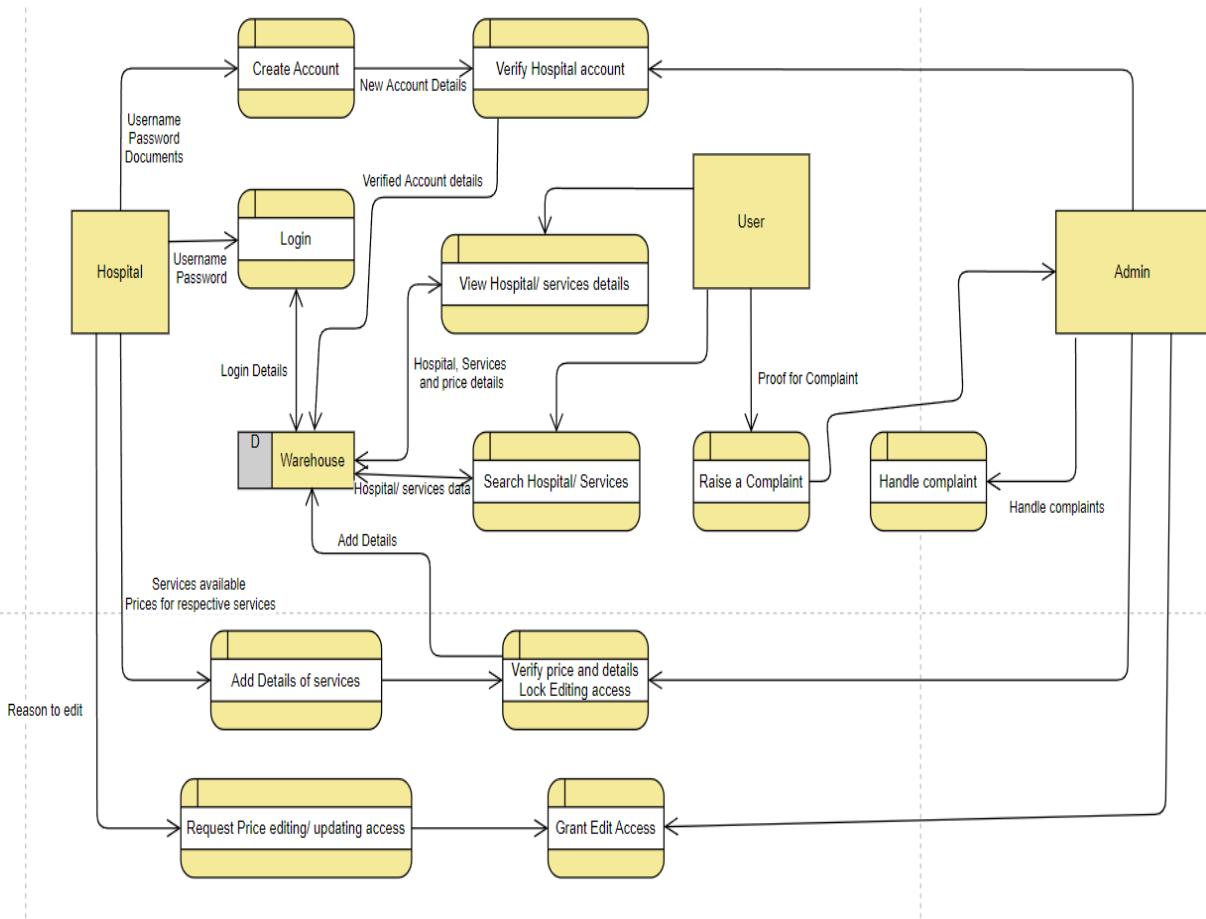 Create Account
New Account Details
Verify Hospital account
Username
Password
Documents
Verified Account details
Hospital
Login
Username
Password
User
Admin
View Hospital/ services details
Login Details
Hospital, Services
and price details
Proof for Complaint
D
Warehouse
Hospital/ services data
Search Hospital/ Services
Raise a Complaint
Handle complaint
Handle complaints
Add Details
Services available
Prices for respective services
Add Details of services
Verify price and details
Lock Editing access
Reason to edit
Request Price editing/ updating access
Grant Edit Access